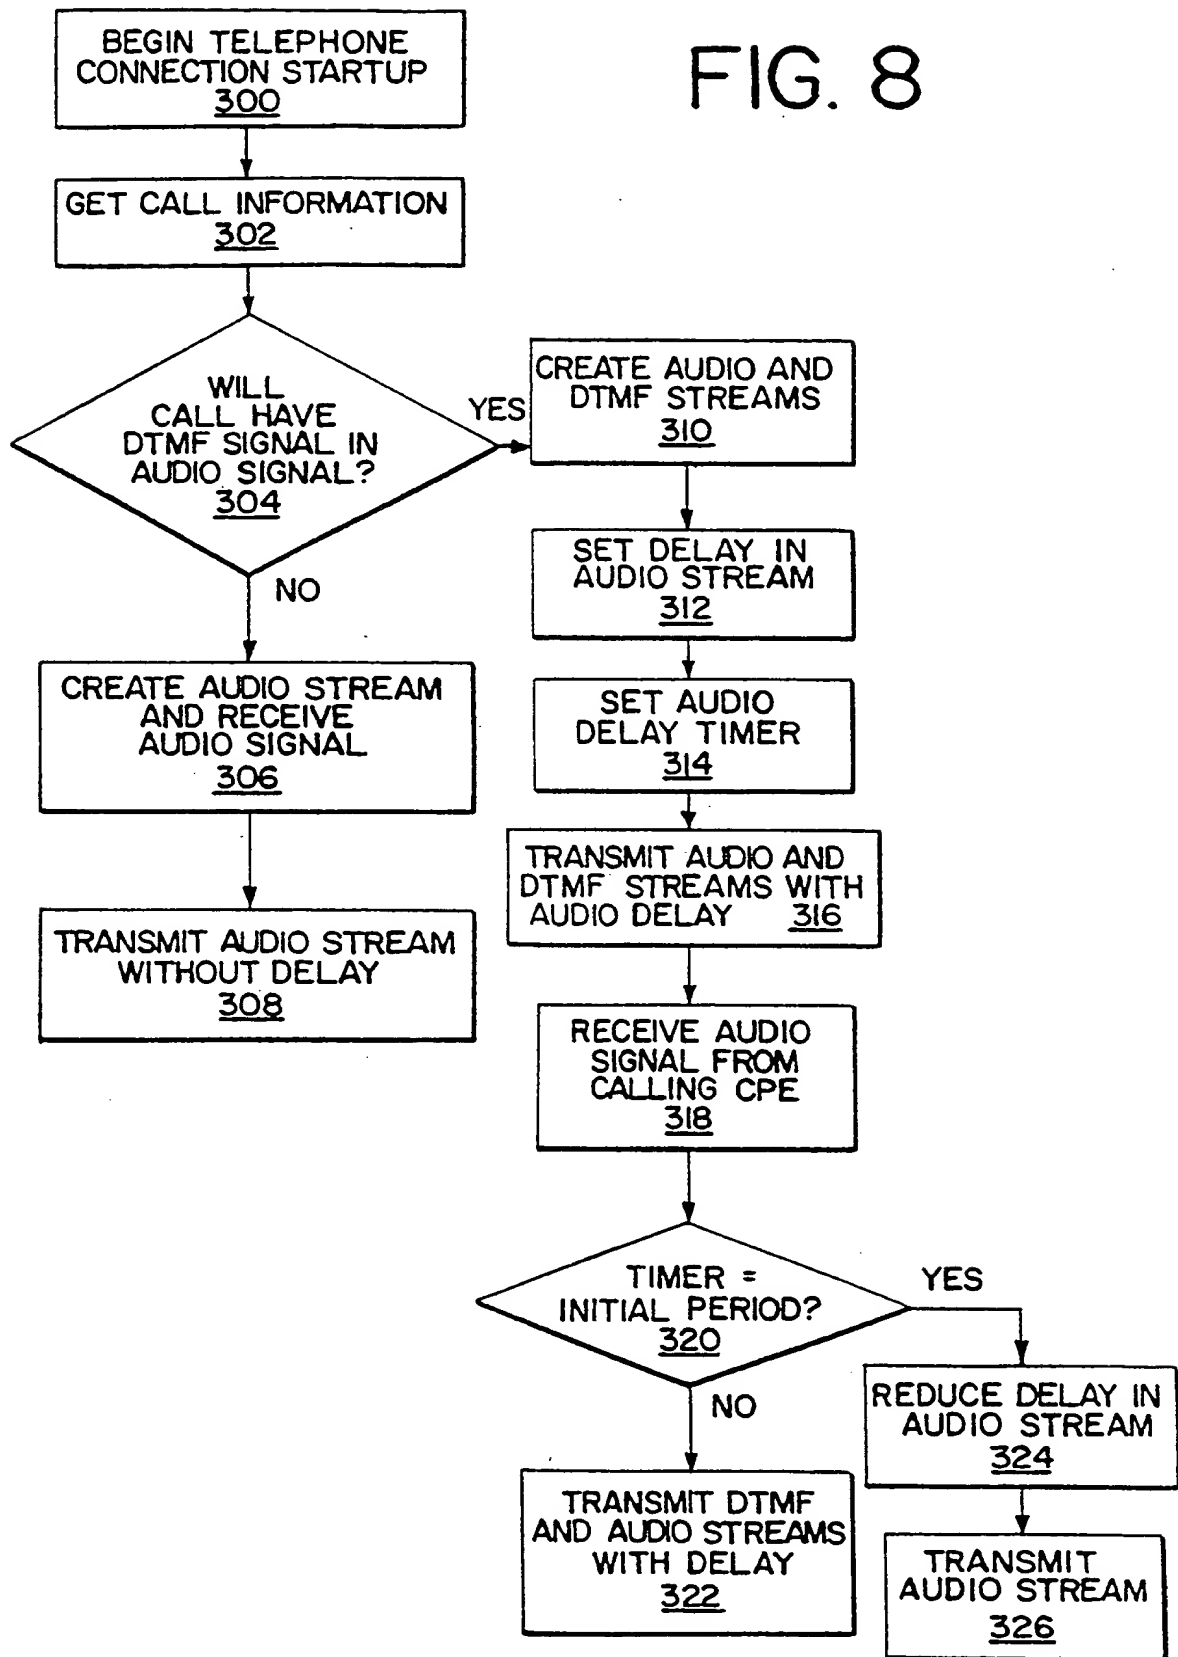 FIG. 8
BEGIN TELEPHONE
CONNECTION STARTUP
300
GET CALL INFORMATION
302
WILL
CALL HAVE
DTMF SIGNAL IN
AUDIO SIGNAL?
304
YES
NO
CREATE AUDIO STREAM
AND RECEIVE
AUDIO SIGNAL
306
TRANSMIT AUDIO STREAM
WITHOUT DELAY
308
CREATE AUDIO AND
DTMF STREAMS
310
SET DELAY IN
AUDIO STREAM
312
SET AUDIO
DELAY TIMER
314
TRANSMIT AUDIO AND
DTMF STREAMS WITH
AUDIO DELAY 316
RECEIVE AUDIO
SIGNAL FROM
CALLING CPE
318
TIMER =
INITIAL PERIOD?
320
YES
NO
TRANSMIT DTMF
AND AUDIO STREAMS
WITH DELAY
322
REDUCE DELAY IN
AUDIO STREAM
324
TRANSMIT
AUDIO STREAM
326